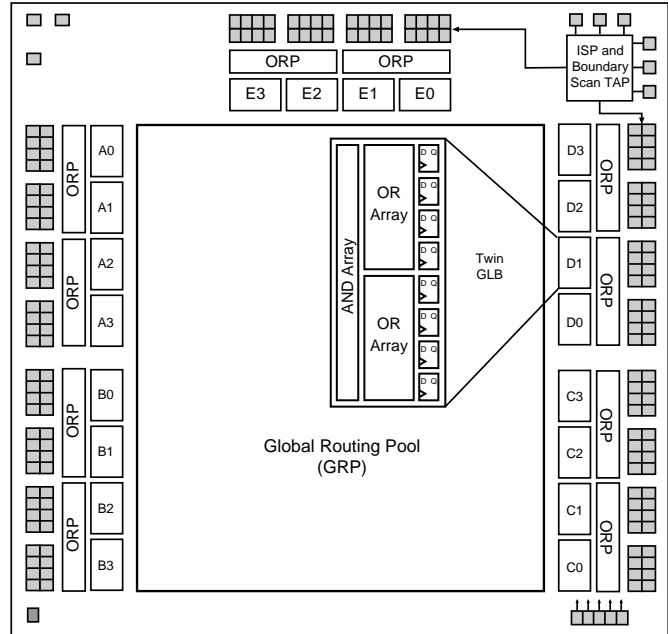 ISP and
Boundary
Scan TAP
ORP
ORP
E3
E2
E1
E0
ORP
A0
A1
ORP
A2
A3
ORP
B0
B1
ORP
B2
B3
AND Array
OR
Array
OR
Array
D Q
D Q
D Q
D Q
D Q
D Q
D Q
D Q
Twin
GLB
Global Routing Pool
(GRP)
D3
D2
ORP
D1
D0
ORP
C3
C2
ORP
C1
C0
ORP